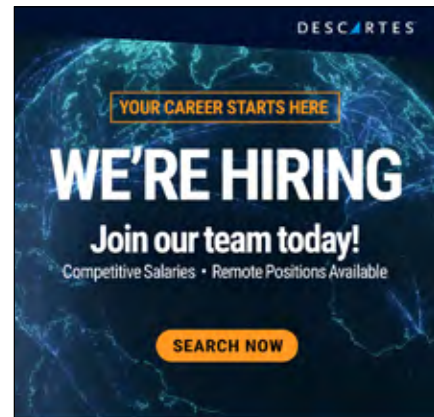 DESCARTES
YOUR CAREER STARTS HERE
WE'RE HIRING
Join our team today!
Competitive Salaries • Remote Positions Available
SEARCH NOW